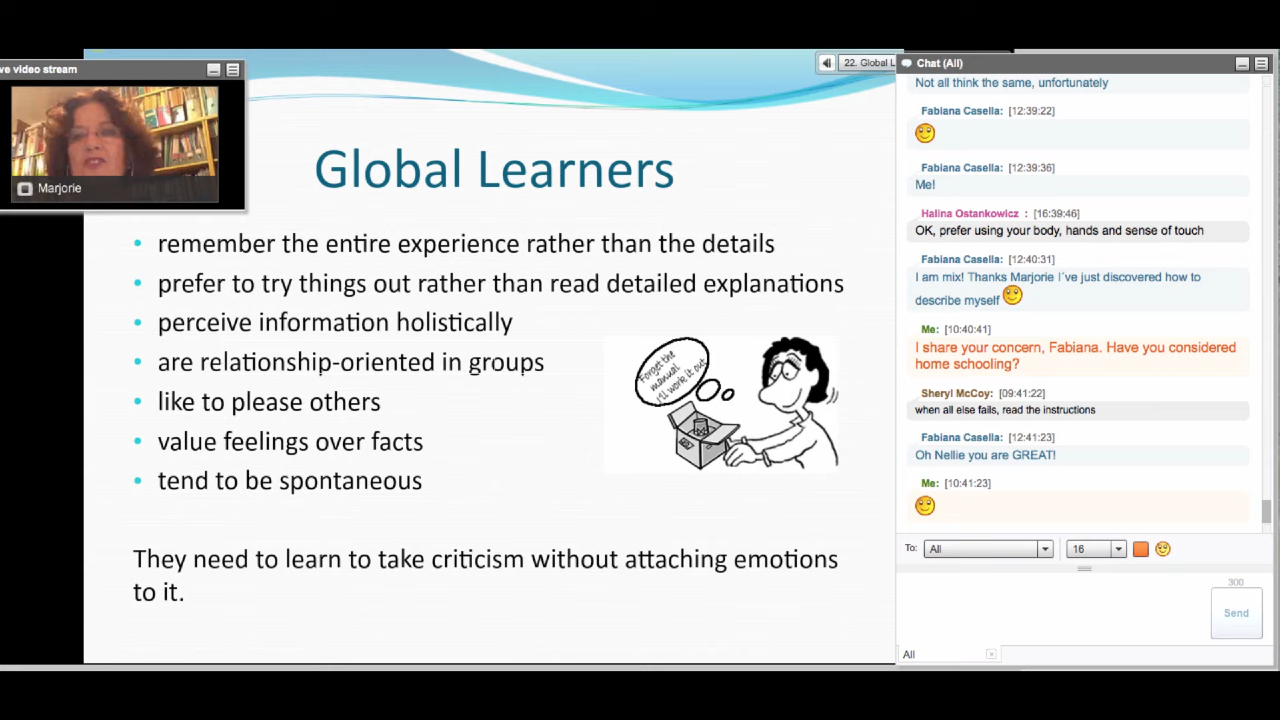 ve video stream
Marjorie
22. Global L
Global Learners
• remember the entire experience rather than the details
• prefer to try things out rather than read detailed explanations
• perceive information holistically
• are relationship-oriented in groups
• like to please others
• value feelings over facts
• tend to be spontaneous
Forget the
manual
I'll work it out
They need to learn to take criticism without attaching emotions
to it.
Chat (All)
Not all think the same, unfortunately
Fabiana Casella: [12:39:22]
Fabiana Casella: [12:39:36]
Me!
Halina Ostankowicz : [16:39:46]
OK, prefer using your body, hands and sense of touch
Fabiana Casella: [12:40:31]
I am mix! Thanks Marjorie I´ve just discovered how to
describe myself
Me: [10:40:41]
I share your concern, Fabiana. Have you considered
home schooling?
Sheryl McCoy: [09:41:22]
when all else fails, read the instructions
Fabiana Casella: [12:41:23]
Oh Nellie you are GREAT!
Me: [10:41:23]
To: All 16
300
Send
All